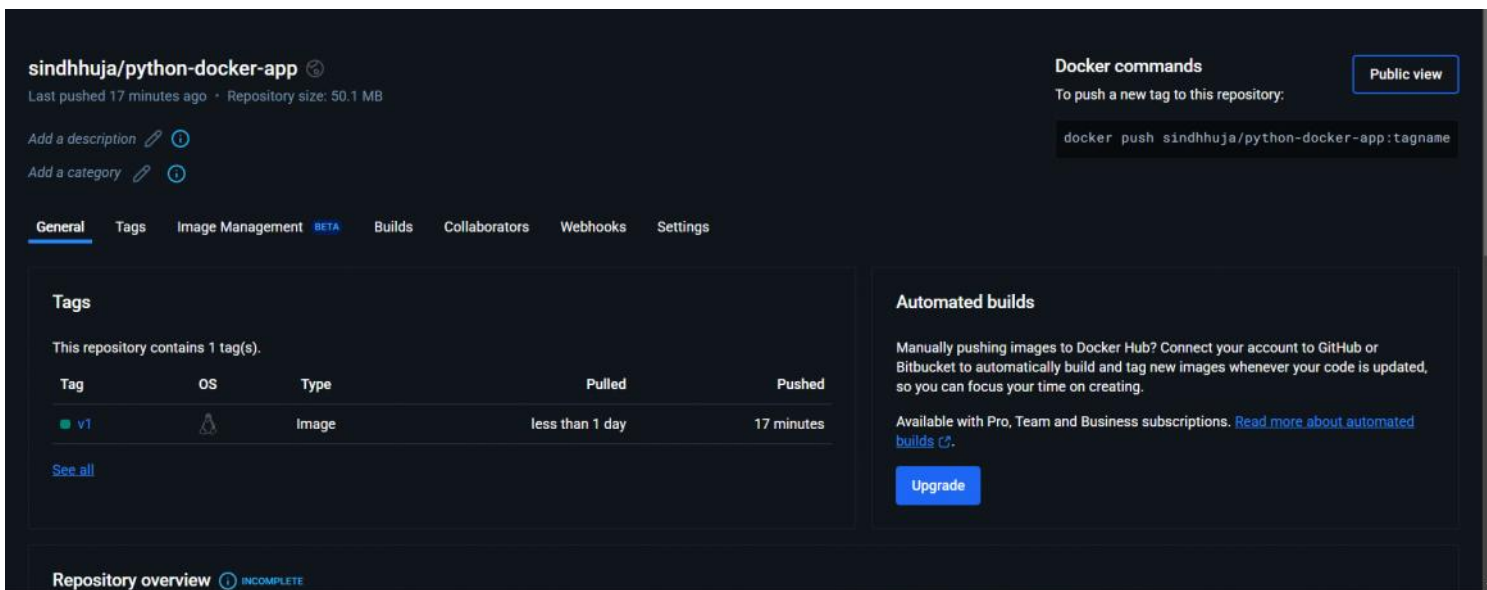 sindhhuja/python-docker-app
Last pushed 17 minutes ago • Repository size: 50.1 MB
Add a description
Add a category
Docker commands
Public view
To push a new tag to this repository:
docker push sindhhuja/python-docker-app:tagname
General Tags Image Management BETA Builds Collaborators Webhooks Settings
Tags
This repository contains 1 tag(s).
Tag OS Type Pulled Pushed
v1 Image less than 1 day 17 minutes
See all
Automated builds
Manually pushing images to Docker Hub? Connect your account to GitHub or
Bitbucket to automatically build and tag new images whenever your code is updated,
so you can focus your time on creating.
Available with Pro, Team and Business subscriptions. Read more about automated
builds.
Upgrade
Repository overview INCOMPLETE